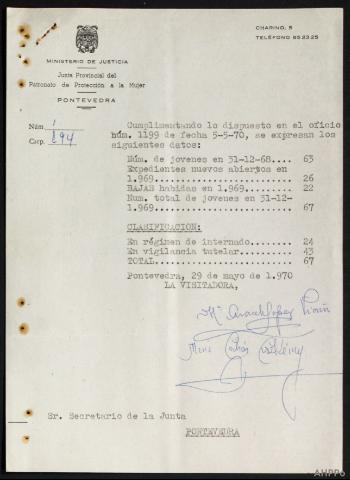 CHARINO, 5
TELÉFONO 85 23 25
MINISTERIO DE JUSTICIA
Junta Provincial del
Patronato de Protección a la Mujer
PONTEVEDRA
Núm. 1
Carp. 894
Cumplimentando lo dispuesto en el oficio
núm. 1199 de fecha 5-5-70, se expresan los
siguientes datos:
Núm. de jovenes en 31-12-68.... 63
Expedientes nuevos abiertos en
1.969.................... 26
BAJAS habidas en 1.969......... 22
Num. total de jovenes en 31-12-
1.969.................... 67
CLASIFICACION:
En régimen de internado........ 24
En vigilancia tutelar.......... 43
TOTAL.................... 67
Pontevedra, 29 de mayo de 1.970
LA VISITADORA,
Mª López
Sr. Secretario de la Junta
PONTEVEDRA
AHPPo